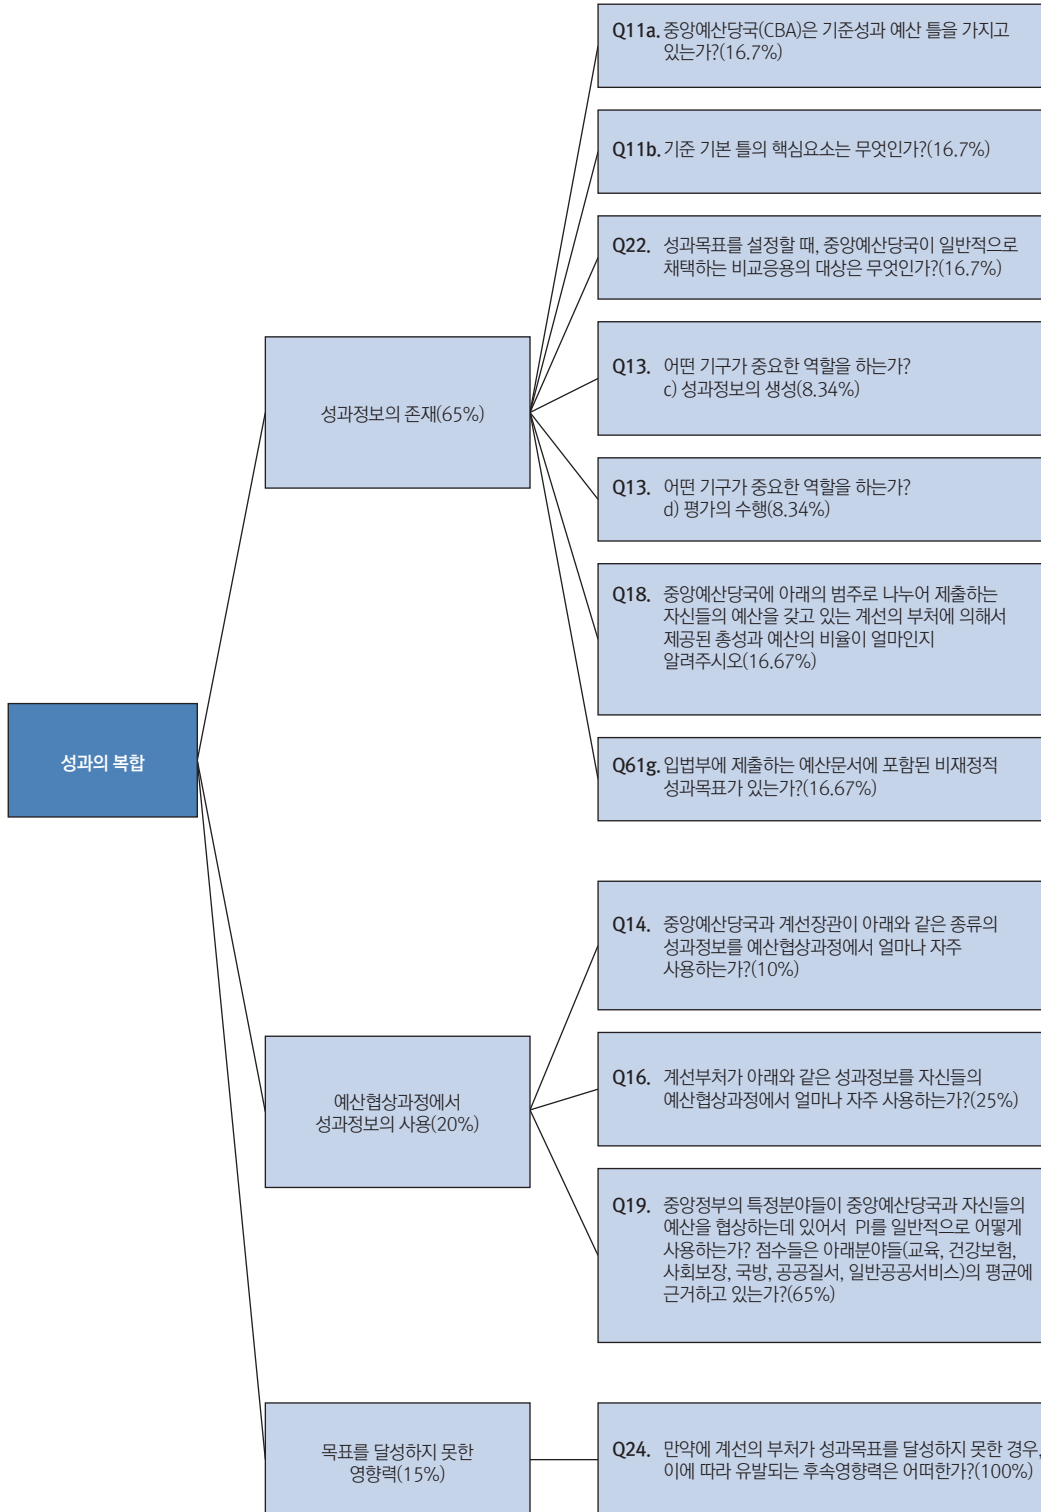 Q11a. 중앙예산당국(CBA)은 기준성과 예산 틀을 가지고
있는가?(16.7%)
Q11b. 기준 기본 틀의 핵심요소는 무엇인가?(16.7%)
Q22. 성과목표를 설정할 때, 중앙예산당국이 일반적으로
채택하는 비교응용의 대상은 무엇인가?(16.7%)
Q13. 어떤 기구가 중요한 역할을 하는가?
c) 성과정보의 생성(8.34%)
성과정보의 존재(65%)
Q13. 어떤 기구가 중요한 역할을 하는가?
d) 평가의 수행(8.34%)
Q18. 중앙예산당국에 아래의 범주로 나누어 제출하는
자신들의 예산을 갖고 있는 계선의 부처에 의해서
제공된 총성과 예산의 비율이 얼마인지
알려주시오(16.67%)
성과의 복합
Q61g. 입법부에 제출하는 예산문서에 포함된 비재정적
성과목표가 있는가?(16.67%)
Q14. 중앙예산당국과 계선장관이 아래와 같은 종류의
성과정보를 예산협상과정에서 얼마나 자주
사용하는가?(10%)
예산협상과정에서
성과정보의 사용(20%)
Q16. 계선부처가 아래와 같은 성과정보를 자신들의
예산협상과정에서 얼마나 자주 사용하는가?(25%)
Q19. 중앙정부의 특정분야들이 중앙예산당국과 자신들의
예산을 협상하는데 있어서 PI를 일반적으로 어떻게
사용하는가? 점수들은 아래분야들(교육, 건강보험,
사회보장, 국방, 공공질서, 일반공공서비스)의 평균에
근거하고 있는가?(65%)
목표를 달성하지 못한
영향력(15%)
Q24. 만약에 계선의 부처가 성과목표를 달성하지 못한 경우,
이에 따라 유발되는 후속영향력은 어떠한가?(100%)